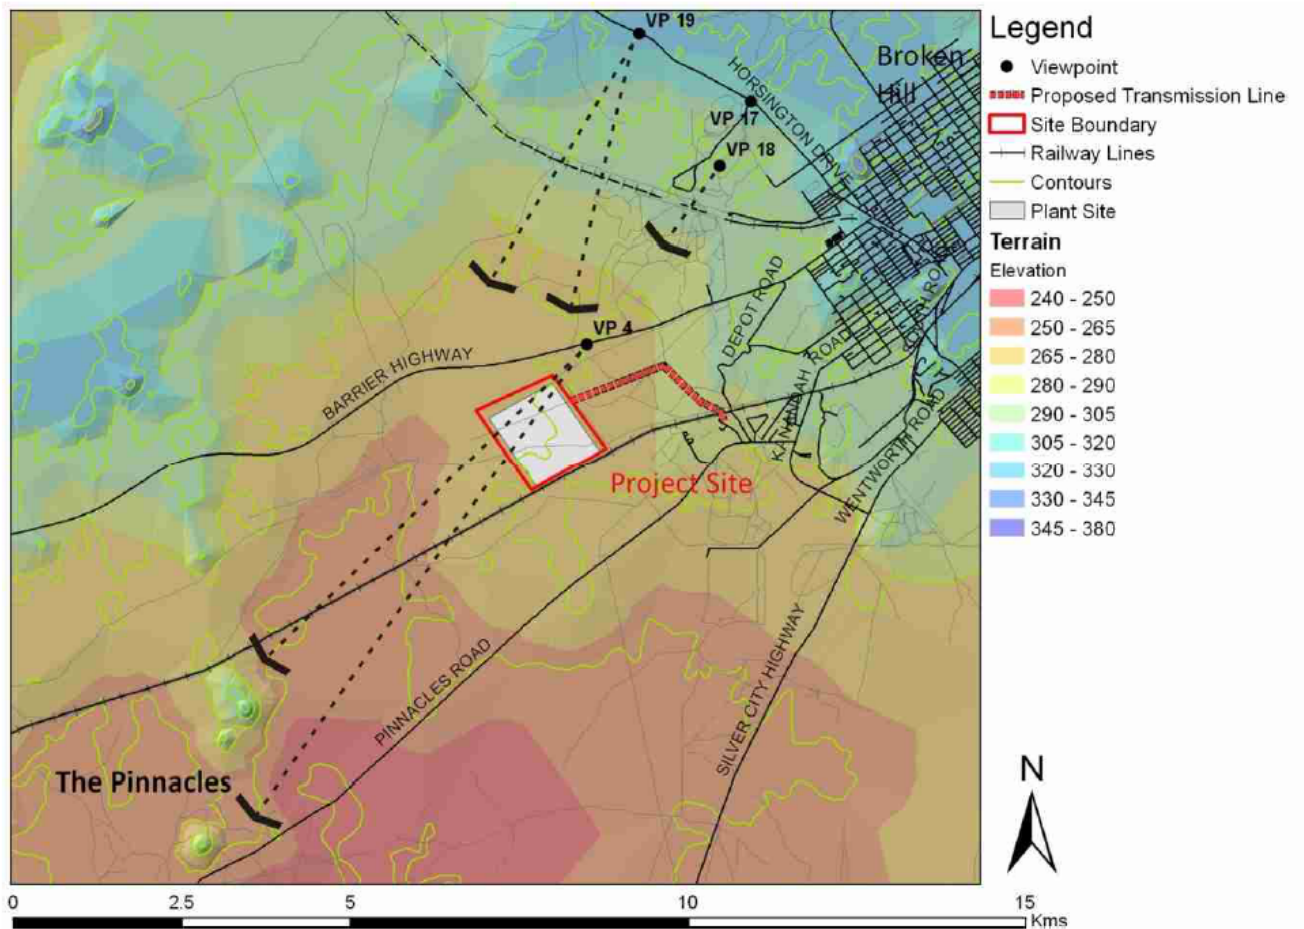 VP 19
Broken
Hill
HORSINGTON DRIVE
VP 17
VP 18
VP 4
BARRIER HIGHWAY
DEPOT ROAD
KANANDAH ROAD
WENTWORTH ROAD
Project Site
PINNACLES ROAD
SILVER CITY HIGHWAY
The Pinnacles
Legend
Viewpoint
Proposed Transmission Line
Site Boundary
Railway Lines
Contours
Plant Site
Terrain
Elevation
240 - 250
250 - 265
265 - 280
280 - 290
290 - 305
305 - 320
320 - 330
330 - 345
345 - 380
N
0 2.5 5 10 15
Kms